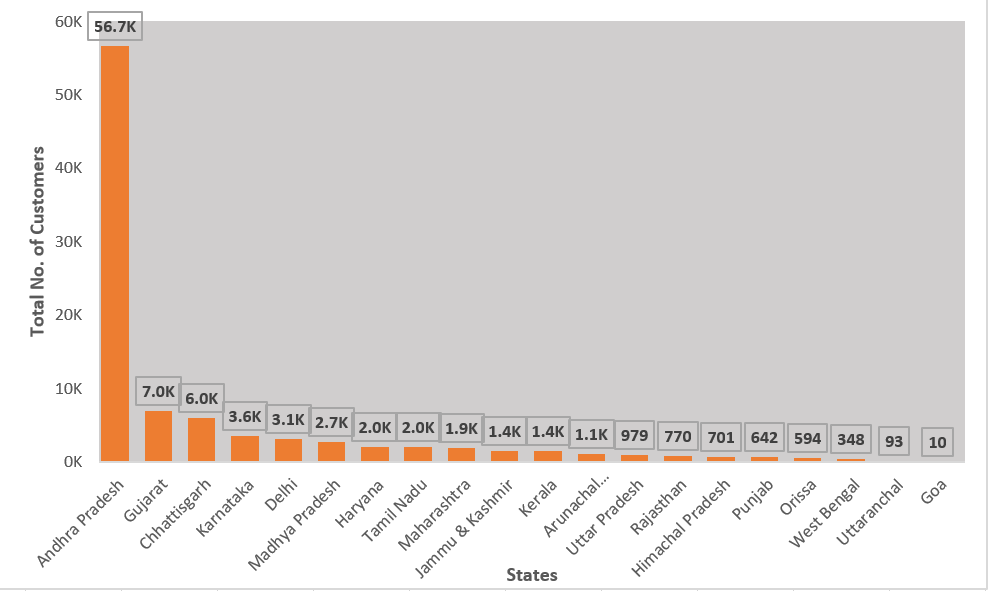 60K
50K
40K
30K
20K
10K
0K
Total No. of Customers
56.7K
7.0K
6.0K
3.6K
3.1K
2.7K
2.0K
2.0K
1.9K
1.4K
1.4K
1.1K
979
770
701
642
594
348
93
10
Andhra Pradesh
Gujarat
Chhattisgarh
Karnataka
Delhi
Madhya Pradesh
Haryana
Tamil Nadu
Maharashtra
Jammu & Kashmir
Kerala
Arunachal...
Uttar Pradesh
Rajasthan
Himachal Pradesh
Punjab
Orissa
West Bengal
Uttaranchal
Goa
States